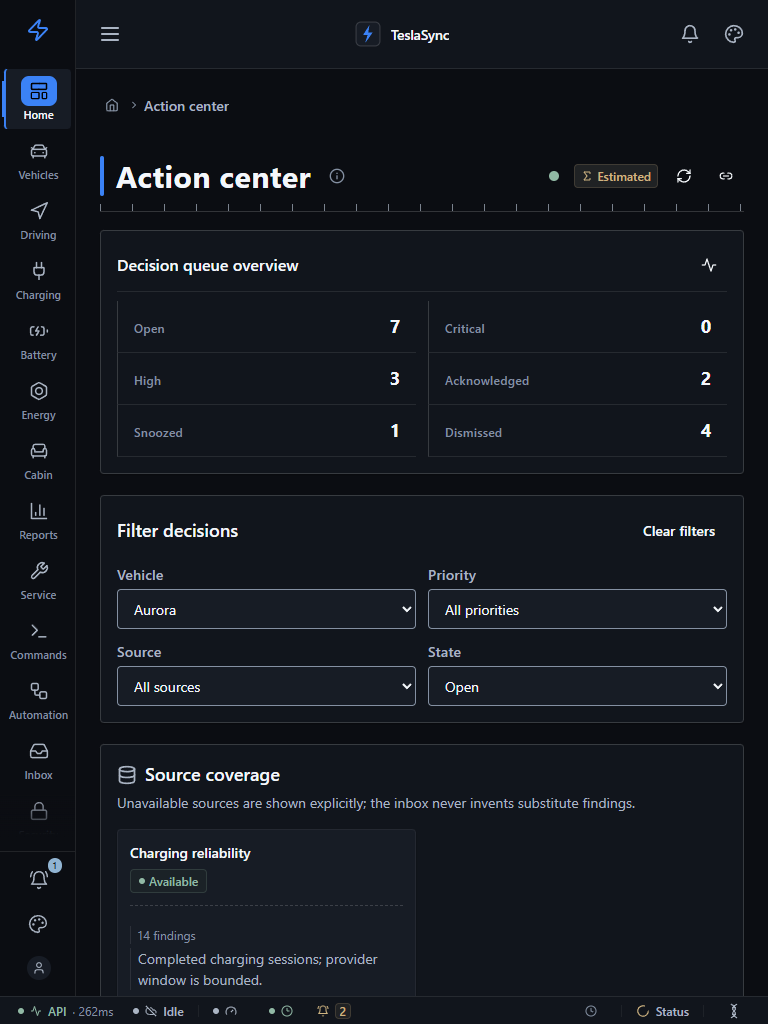 TeslaSync
Home
Vehicles
Driving
Charging
Battery
Energy
Cabin
Reports
Service
Commands
Automation
Inbox
1
Action center
Action center
Σ Estimated
Decision queue overview
Open 7
Critical 0
High 3
Acknowledged 2
Snoozed 1
Dismissed 4
Filter decisions
Clear filters
Vehicle
Priority
Aurora
All priorities
Source
State
All sources
Open
Source coverage
Unavailable sources are shown explicitly; the inbox never invents substitute findings.
Charging reliability
Available
14 findings
Completed charging sessions; provider
window is bounded.
API · 262ms
Idle
2
Status